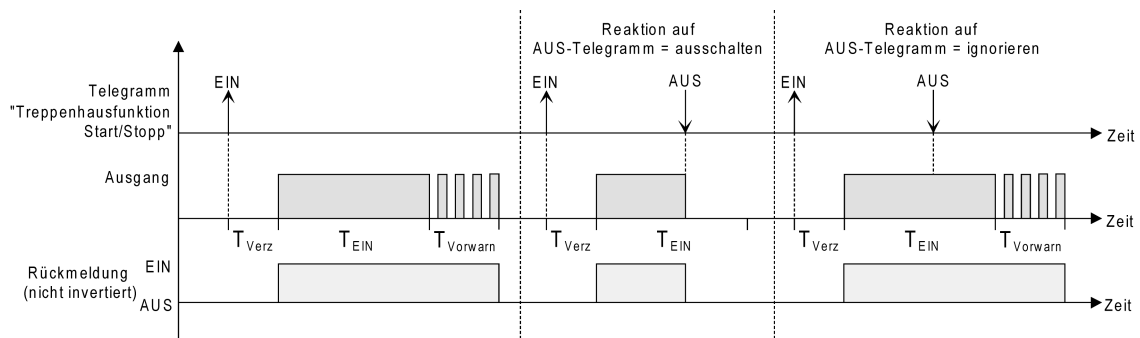 Reaktion auf
AUS-Telegramm = ausschalten
Reaktion auf
AUS-Telegramm = ignorieren
Telegramm
"Treppenhausfunktion
Start/Stopp"
EIN
EIN
AUS
EIN
AUS
Zeit
Ausgang
Zeit
T Verz
T EIN
T Vorwarn
T Verz
T EIN
T Verz
T EIN
T Vorwarn
Rückmeldung
(nicht invertiert)
EIN
AUS
Zeit